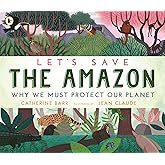 LET'S SAVE
THE AMAZON
WHY WE MUST PROTECT OUR PLANET
CATHERINE BARR ILLUSTRATED BY JEAN CLAUDE